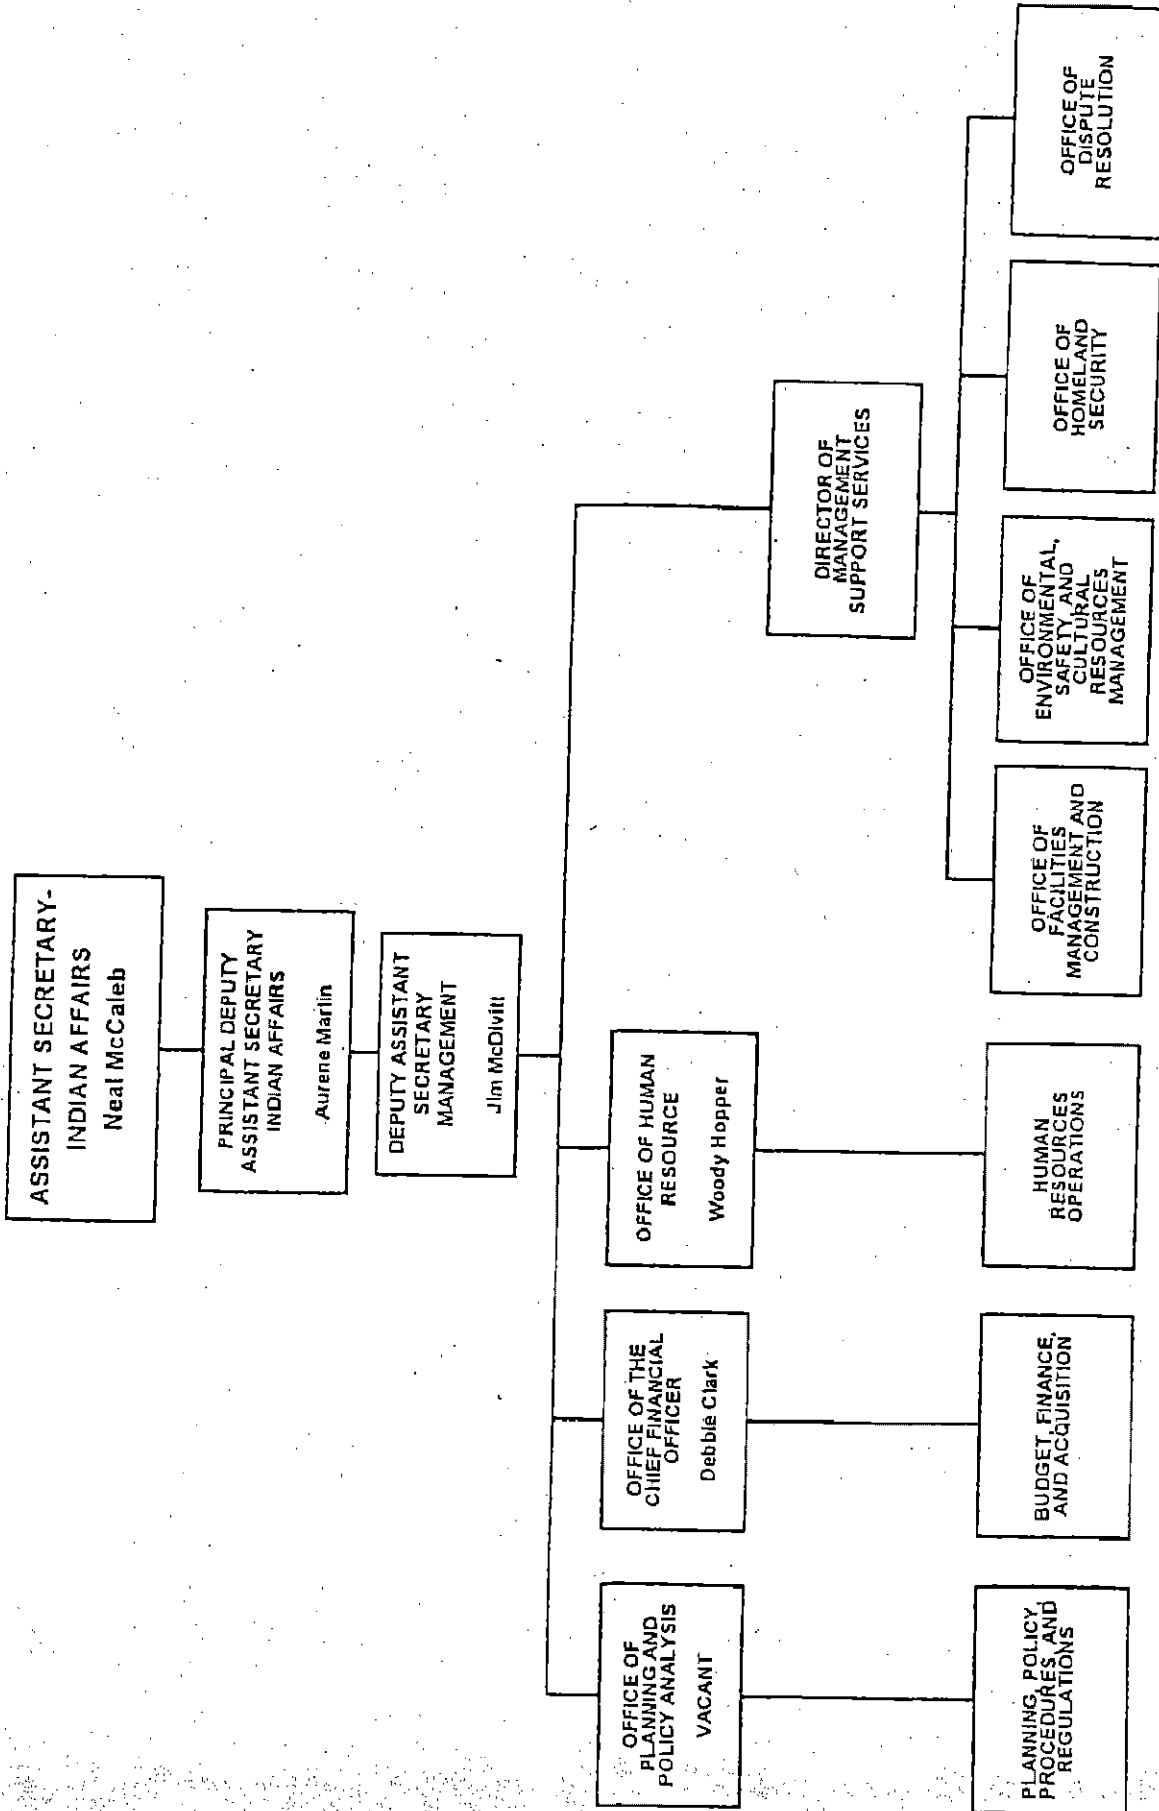 ASSISTANT SECRETARY-
INDIAN AFFAIRS
Neal McCaleb
PRINCIPAL DEPUTY
ASSISTANT SECRETARY
INDIAN AFFAIRS
Aurene Martin
DEPUTY ASSISTANT
SECRETARY
MANAGEMENT
Jim McDivitt
OFFICE OF
PLANNING AND
POLICY ANALYSIS
VACANT
OFFICE OF THE
CHIEF FINANCIAL
OFFICER
Debbie Clark
OFFICE OF HUMAN
RESOURCE
Woody Hopper
DIRECTOR OF
MANAGEMENT
SUPPORT SERVICES
PLANNING, POLICY,
PROCEDURES, AND
REGULATIONS
BUDGET, FINANCE,
AND ACQUISITION
HUMAN
RESOURCES
OPERATIONS
OFFICE OF
FACILITIES
MANAGEMENT AND
CONSTRUCTION
OFFICE OF
ENVIRONMENTAL,
SAFETY, AND
CULTURAL
RESOURCES
MANAGEMENT
OFFICE OF
HOMELAND
SECURITY
OFFICE OF
DISPUTE
RESOLUTION